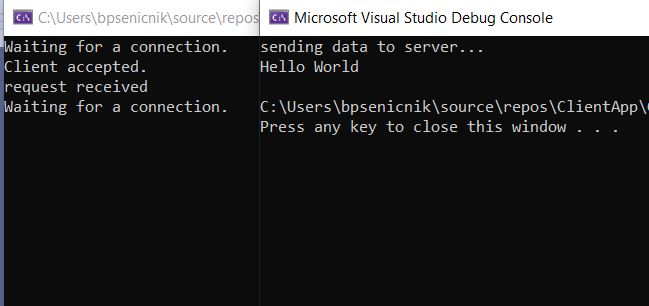 C:\Users\bpsenicnik\source\repos
Waiting for a connection.
Client accepted.
request received
Waiting for a connection.
Microsoft Visual Studio Debug Console
sending data to server...
Hello World
C:\Users\bpsenicnik\source\repos\ClientApp\
Press any key to close this window . . .